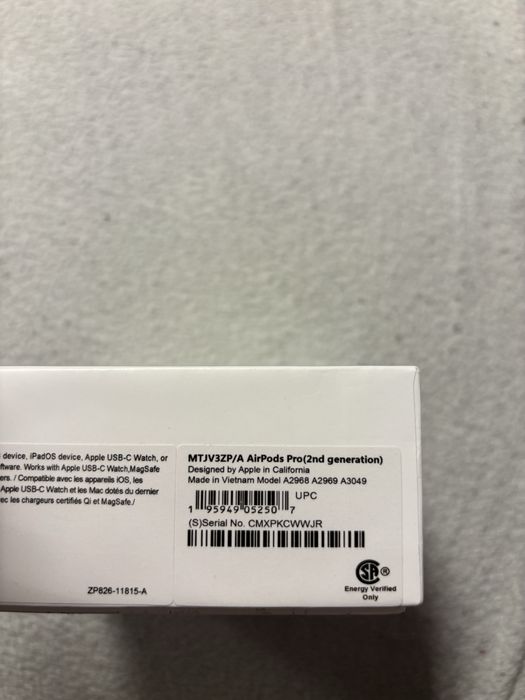 device, iPadOS device, Apple USB-C Watch, or
ftware. Works with Apple USB-C Watch,MagSafe
ers. / Compatible avec les appareils iOS, les
Apple USB-C Watch et les Mac dotés du dernier
ec les chargeurs certifiés Qi et MagSafe./
ZP826-11815-A
MTJV3ZP/A AirPods Pro(2nd generation)
Designed by Apple in California
Made in Vietnam Model A2968 A2969 A3049
UPC
1 95949 05250 7
(S)Serial No. CMXPKCWWJR
SA ®
Energy Verified
Only